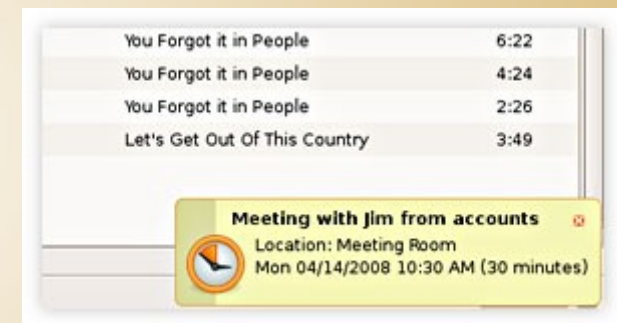 You Forgot it in People 6:22
You Forgot it in People 4:24
You Forgot it in People 2:26
Let's Get Out Of This Country 3:49
Meeting with Jim from accounts
Location: Meeting Room
Mon 04/14/2008 10:30 AM (30 minutes)